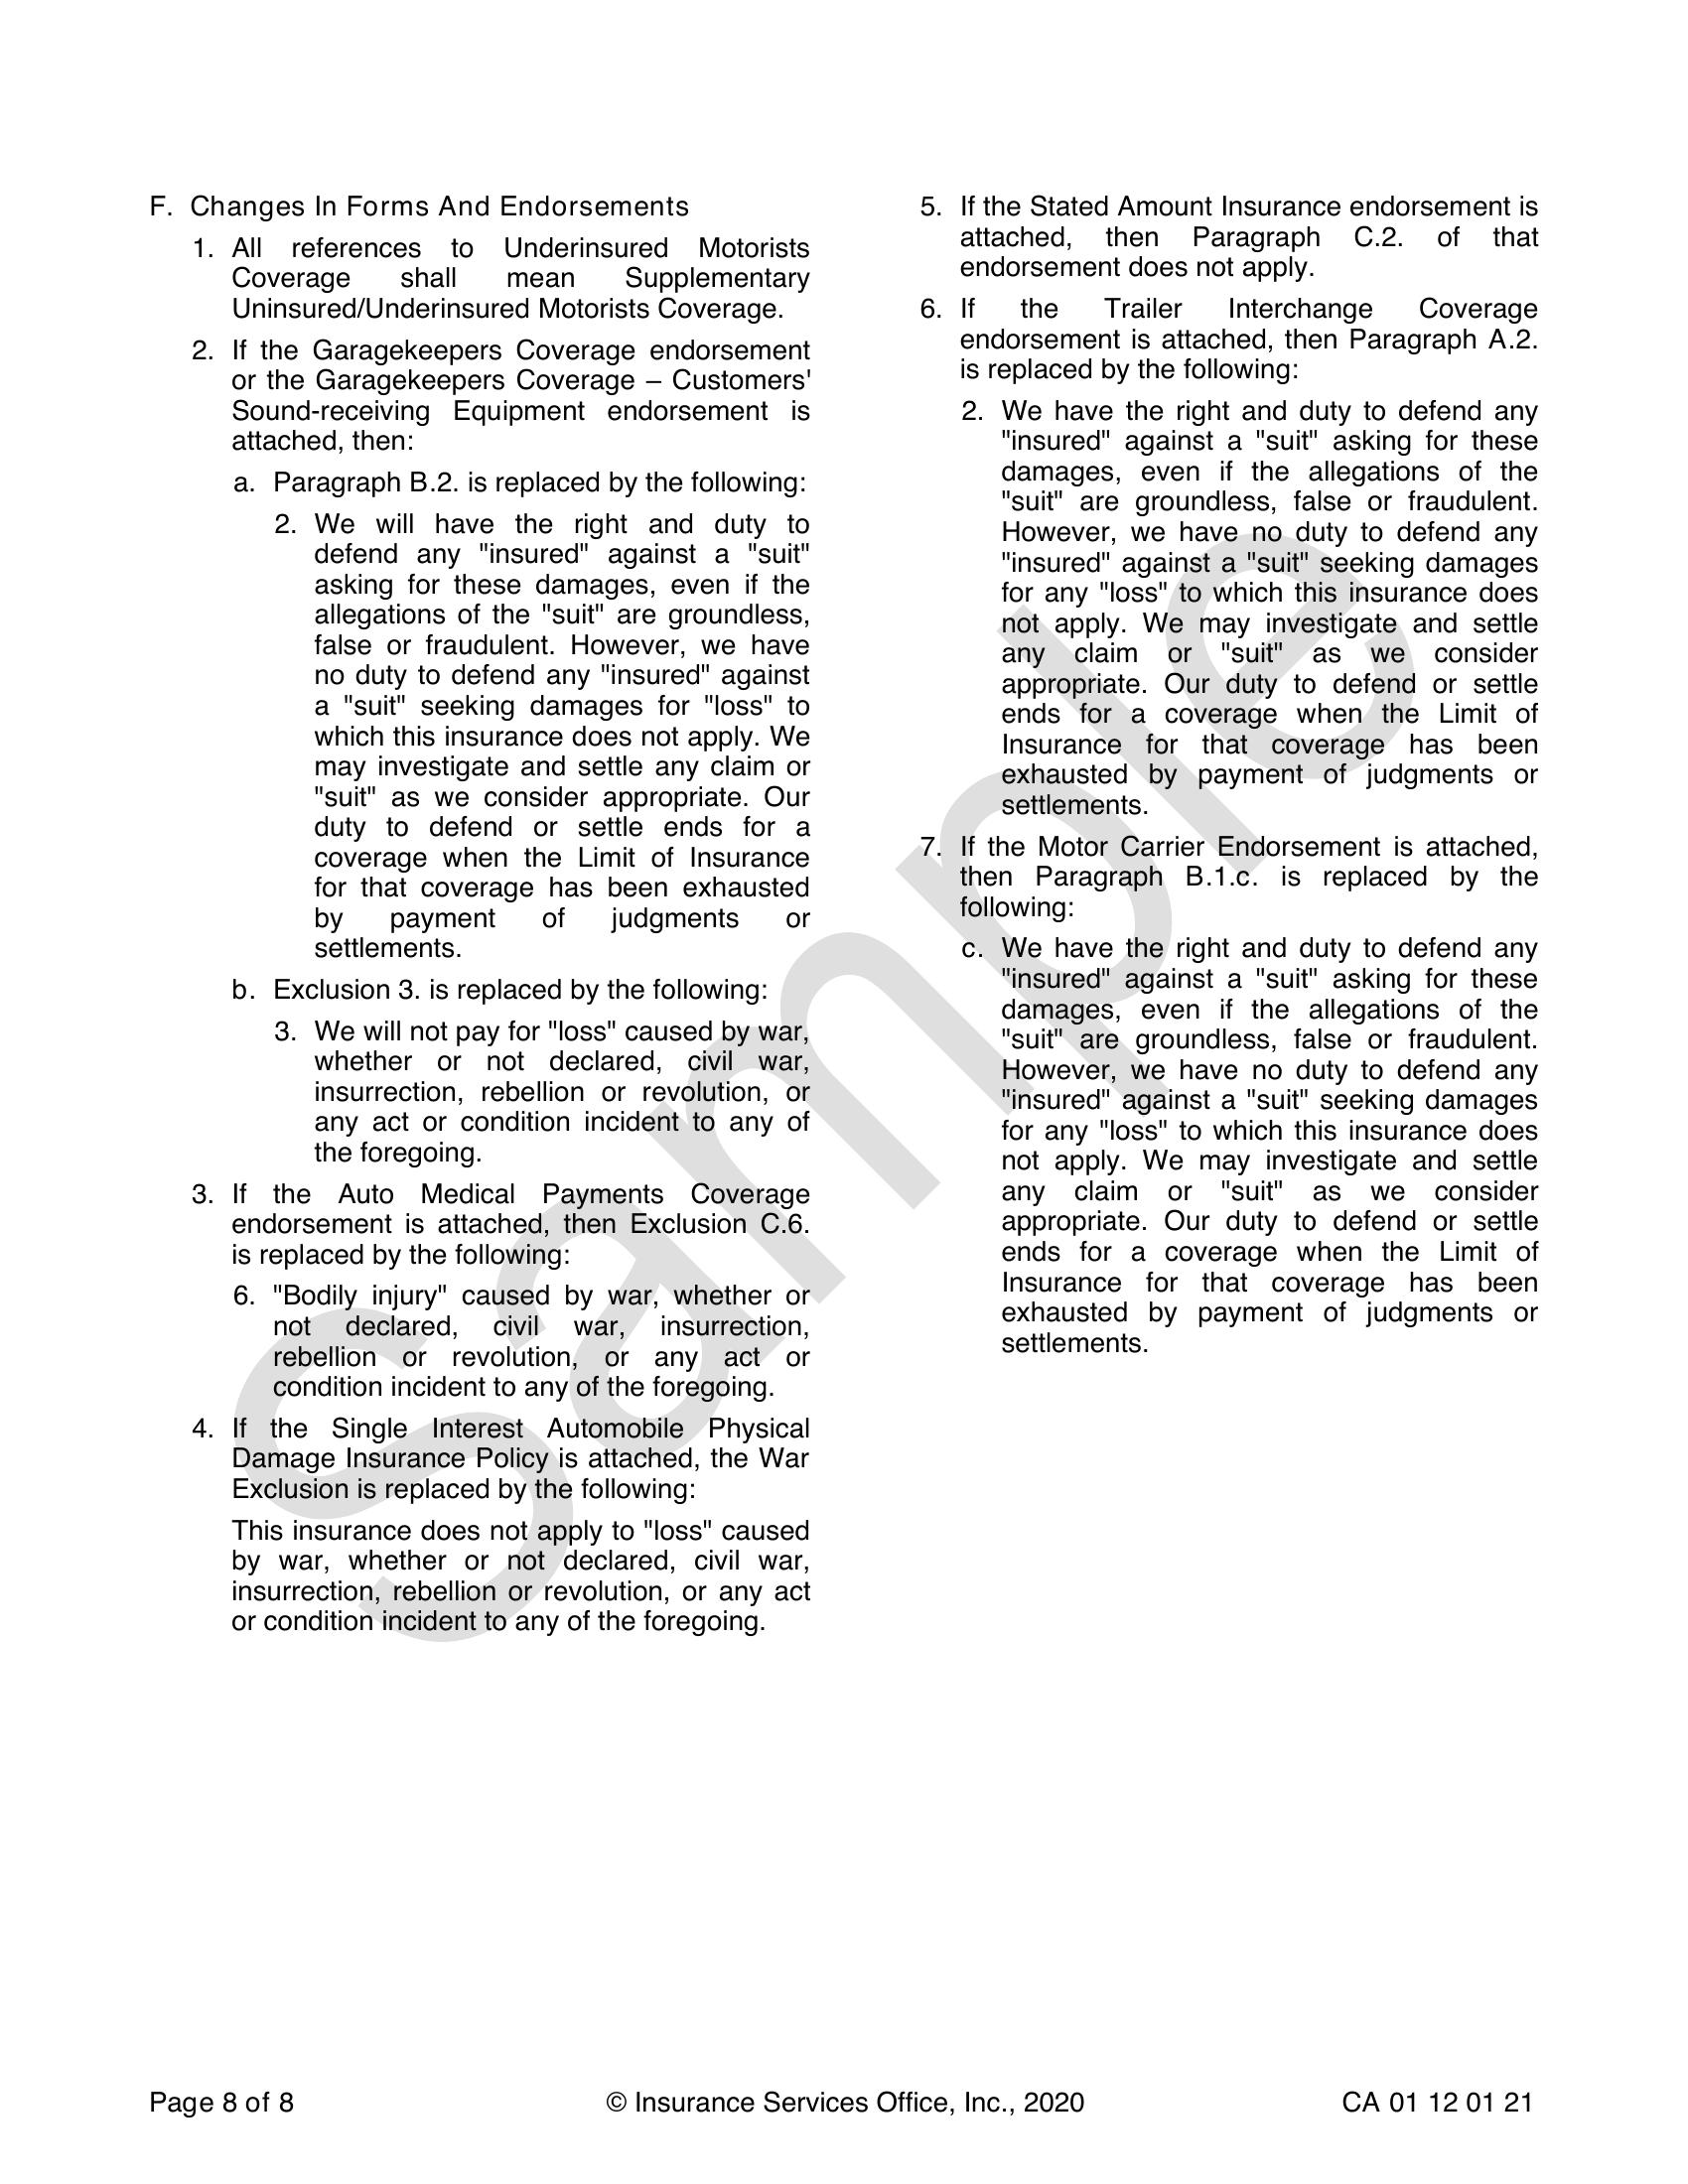 F. Changes In Forms And Endorsements
1. All references to Underinsured Motorists
Coverage shall mean Supplementary
Uninsured/Underinsured Motorists Coverage.
2. If the Garagekeepers Coverage endorsement
or the Garagekeepers Coverage – Customers'
Sound-receiving Equipment endorsement is
attached, then:
a. Paragraph B.2. is replaced by the following:
2. We will have the right and duty to
defend any "insured" against a "suit"
asking for these damages, even if the
allegations of the "suit" are groundless,
false or fraudulent. However, we have
no duty to defend any "insured" against
a "suit" seeking damages for "loss" to
which this insurance does not apply. We
may investigate and settle any claim or
"suit" as we consider appropriate. Our
duty to defend or settle ends for a
coverage when the Limit of Insurance
for that coverage has been exhausted
by payment of judgments or
settlements.
b. Exclusion 3. is replaced by the following:
3. We will not pay for "loss" caused by war,
whether or not declared, civil war,
insurrection, rebellion or revolution, or
any act or condition incident to any of
the foregoing.
3. If the Auto Medical Payments Coverage
endorsement is attached, then Exclusion C.6.
is replaced by the following:
6. "Bodily injury" caused by war, whether or
not declared, civil war, insurrection,
rebellion or revolution, or any act or
condition incident to any of the foregoing.
4. If the Single Interest Automobile Physical
Damage Insurance Policy is attached, the War
Exclusion is replaced by the following:
This insurance does not apply to "loss" caused
by war, whether or not declared, civil war,
insurrection, rebellion or revolution, or any act
or condition incident to any of the foregoing.
5. If the Stated Amount Insurance endorsement is
attached, then Paragraph C.2. of that
endorsement does not apply.
6. If the Trailer Interchange Coverage
endorsement is attached, then Paragraph A.2.
is replaced by the following:
2. We have the right and duty to defend any
"insured" against a "suit" asking for these
damages, even if the allegations of the
"suit" are groundless, false or fraudulent.
However, we have no duty to defend any
"insured" against a "suit" seeking damages
for any "loss" to which this insurance does
not apply. We may investigate and settle
any claim or "suit" as we consider
appropriate. Our duty to defend or settle
ends for a coverage when the Limit of
Insurance for that coverage has been
exhausted by payment of judgments or
settlements.
7. If the Motor Carrier Endorsement is attached,
then Paragraph B.1.c. is replaced by the
following:
c. We have the right and duty to defend any
"insured" against a "suit" asking for these
damages, even if the allegations of the
"suit" are groundless, false or fraudulent.
However, we have no duty to defend any
"insured" against a "suit" seeking damages
for any "loss" to which this insurance does
not apply. We may investigate and settle
any claim or "suit" as we consider
appropriate. Our duty to defend or settle
ends for a coverage when the Limit of
Insurance for that coverage has been
exhausted by payment of judgments or
settlements.
Sample
Page 8 of 8
© Insurance Services Office, Inc., 2020
CA 01 12 01 21